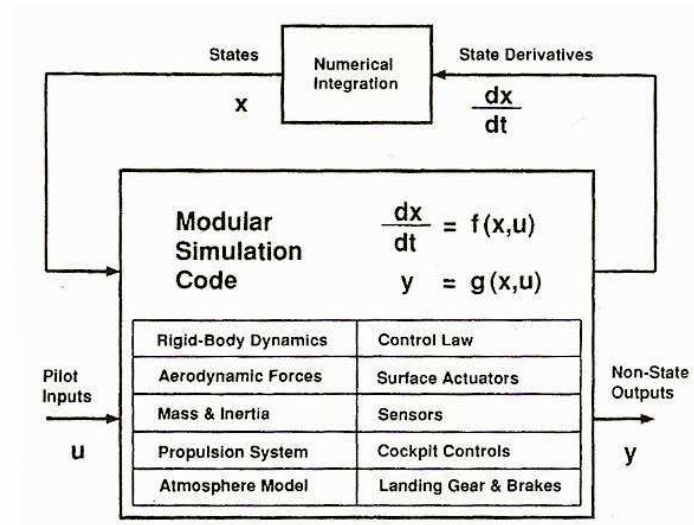 States
Numerical
Integration
State Derivatives
x
dx
dt
Modular
Simulation
Code
dx
dt
= f(x,u)
y = g(x,u)
Rigid-Body Dynamics
Control Law
Aerodynamic Forces
Surface Actuators
Mass & Inertia
Sensors
Propulsion System
Cockpit Controls
Atmosphere Model
Landing Gear & Brakes
Pilot
Inputs
u
Non-State
Outputs
y